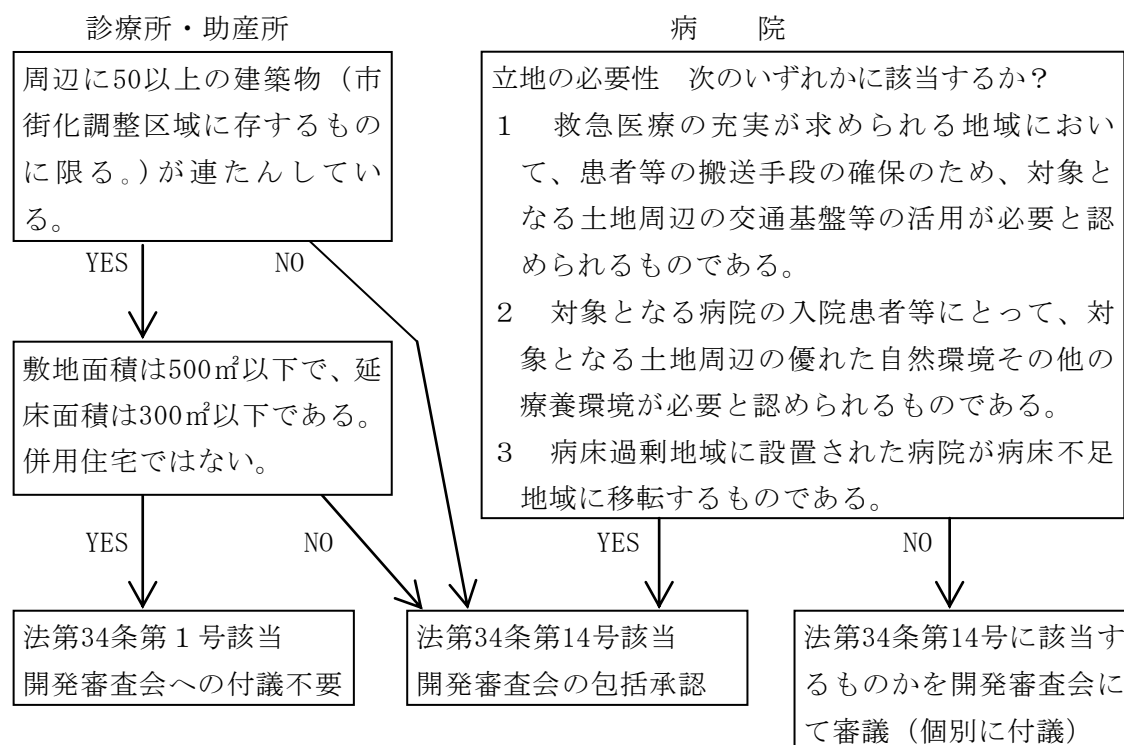 診療所・助産所
周辺に50以上の建築物(市
街化調整区域に存するもの
に限る。)が連たんしてい
る。
YES NO
敷地面積は500㎡以下で、延
床面積は300㎡以下である。
併用住宅ではない。
YES NO
法第34条第1号該当
開発審査会への付議不要
病 院
立地の必要性 次のいずれかに該当するか?
1 救急医療の充実が求められる地域におい
て、患者等の搬送手段の確保のため、対象と
なる土地周辺の交通基盤等の活用が必要と認
められるものである。
2 対象となる病院の入院患者等にとって、対
象となる土地周辺の優れた自然環境その他の
療養環境が必要と認められるものである。
3 病床過剰地域に設置された病院が病床不足
地域に移転するものである。
YES NO
法第34条第14号該当
開発審査会の包括承認
法第34条第14号に該当す
るものかを開発審査会に
て審議(個別に付議)